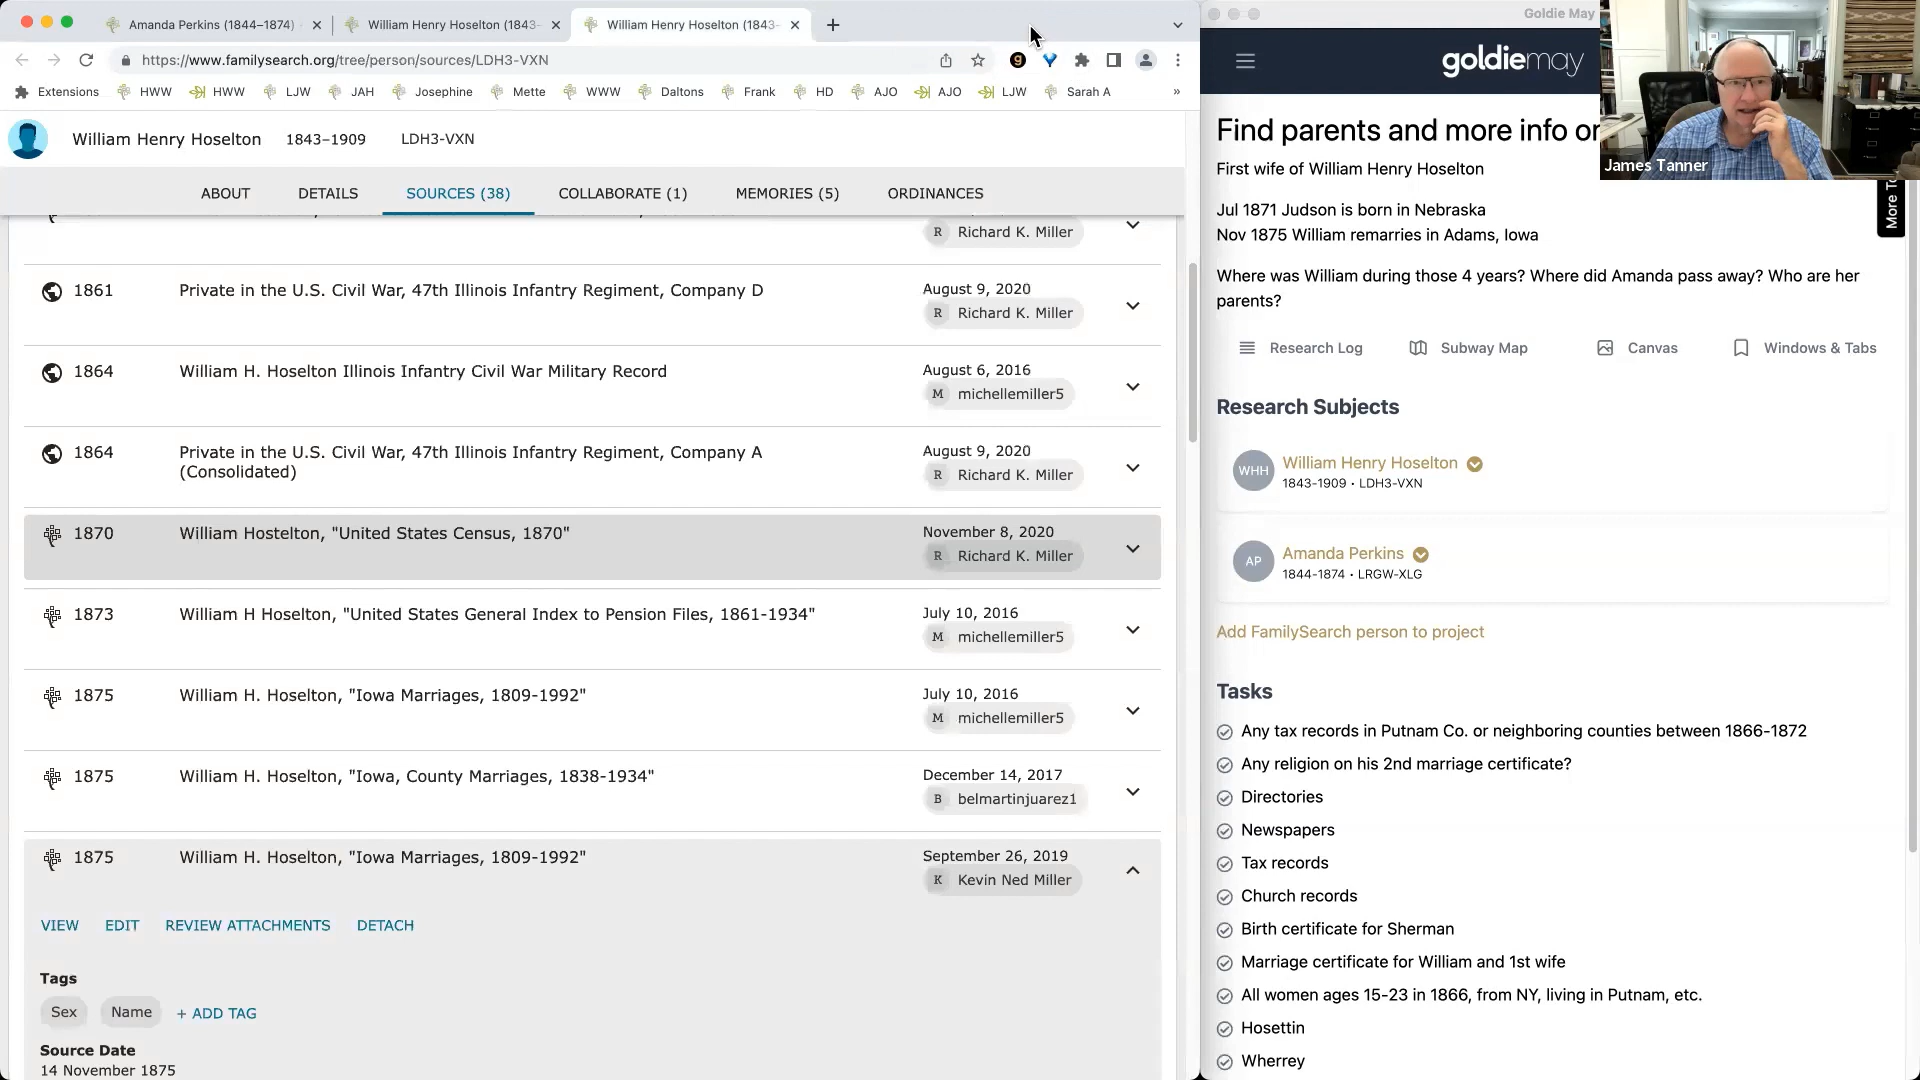 Amanda Perkins (1844–1874)
William Henry Hoselton (1843-
William Henry Hoselton (1843-
Goldie May
https://www.familysearch.org/tree/person/sources/LDH3-VXN
Extensions HWW HWW LJW JAH Josephine Mette WWW Daltons Frank HD AJO AJO LJW Sarah A »
William Henry Hoselton 1843–1909 LDH3-VXN
ABOUT DETAILS SOURCES (38) COLLABORATE (1) MEMORIES (5) ORDINANCES
R Richard K. Miller
1861 Private in the U.S. Civil War, 47th Illinois Infantry Regiment, Company D August 9, 2020
R Richard K. Miller
1864 William H. Hoselton Illinois Infantry Civil War Military Record August 6, 2016
M michellemiller5
1864 Private in the U.S. Civil War, 47th Illinois Infantry Regiment, Company A August 9, 2020
(Consolidated) R Richard K. Miller
1870 William Hostelton, "United States Census, 1870" November 8, 2020
R Richard K. Miller
1873 William H Hoselton, "United States General Index to Pension Files, 1861-1934" July 10, 2016
M michellemiller5
1875 William H. Hoselton, "Iowa Marriages, 1809-1992" July 10, 2016
M michellemiller5
1875 William H. Hoselton, "Iowa, County Marriages, 1838-1934" December 14, 2017
B belmartinjuarez1
1875 William H. Hoselton, "Iowa Marriages, 1809-1992" September 26, 2019
K Kevin Ned Miller
VIEW EDIT REVIEW ATTACHMENTS DETACH
Tags
Sex Name + ADD TAG
Source Date
14 November 1875
goldiemay
Find parents and more info
James Tanner
First wife of William Henry Hoselton
More
Jul 1871 Judson is born in Nebraska
Nov 1875 William remarries in Adams, Iowa
Where was William during those 4 years? Where did Amanda pass away? Who are her
parents?
Research Log Subway Map Canvas Windows & Tabs
Research Subjects
WHH William Henry Hoselton
1843-1909 • LDH3-VXN
AP Amanda Perkins
1844-1874 • LRGW-XLG
Add FamilySearch person to project
Tasks
Any tax records in Putnam Co. or neighboring counties between 1866-1872
Any religion on his 2nd marriage certificate?
Directories
Newspapers
Tax records
Church records
Birth certificate for Sherman
Marriage certificate for William and 1st wife
All women ages 15-23 in 1866, from NY, living in Putnam, etc.
Hosettin
Wherrey